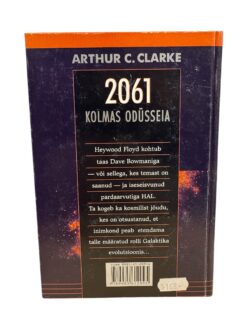 ARTHUR C. CLARKE
2061
KOLMAS ODÜSSEIA
Heywood Floyd kohtub
taas Dave Bowmaniga
— või sellega, kes temast on
saanud — ja iseseisvunud
pardaarvutiga HAL.
Ta kogeb ka kosmilist jõudu,
kes on otsustanud, et
inimkond peab etendama
talle määratud rolli Galaktika
evolutsioonis...